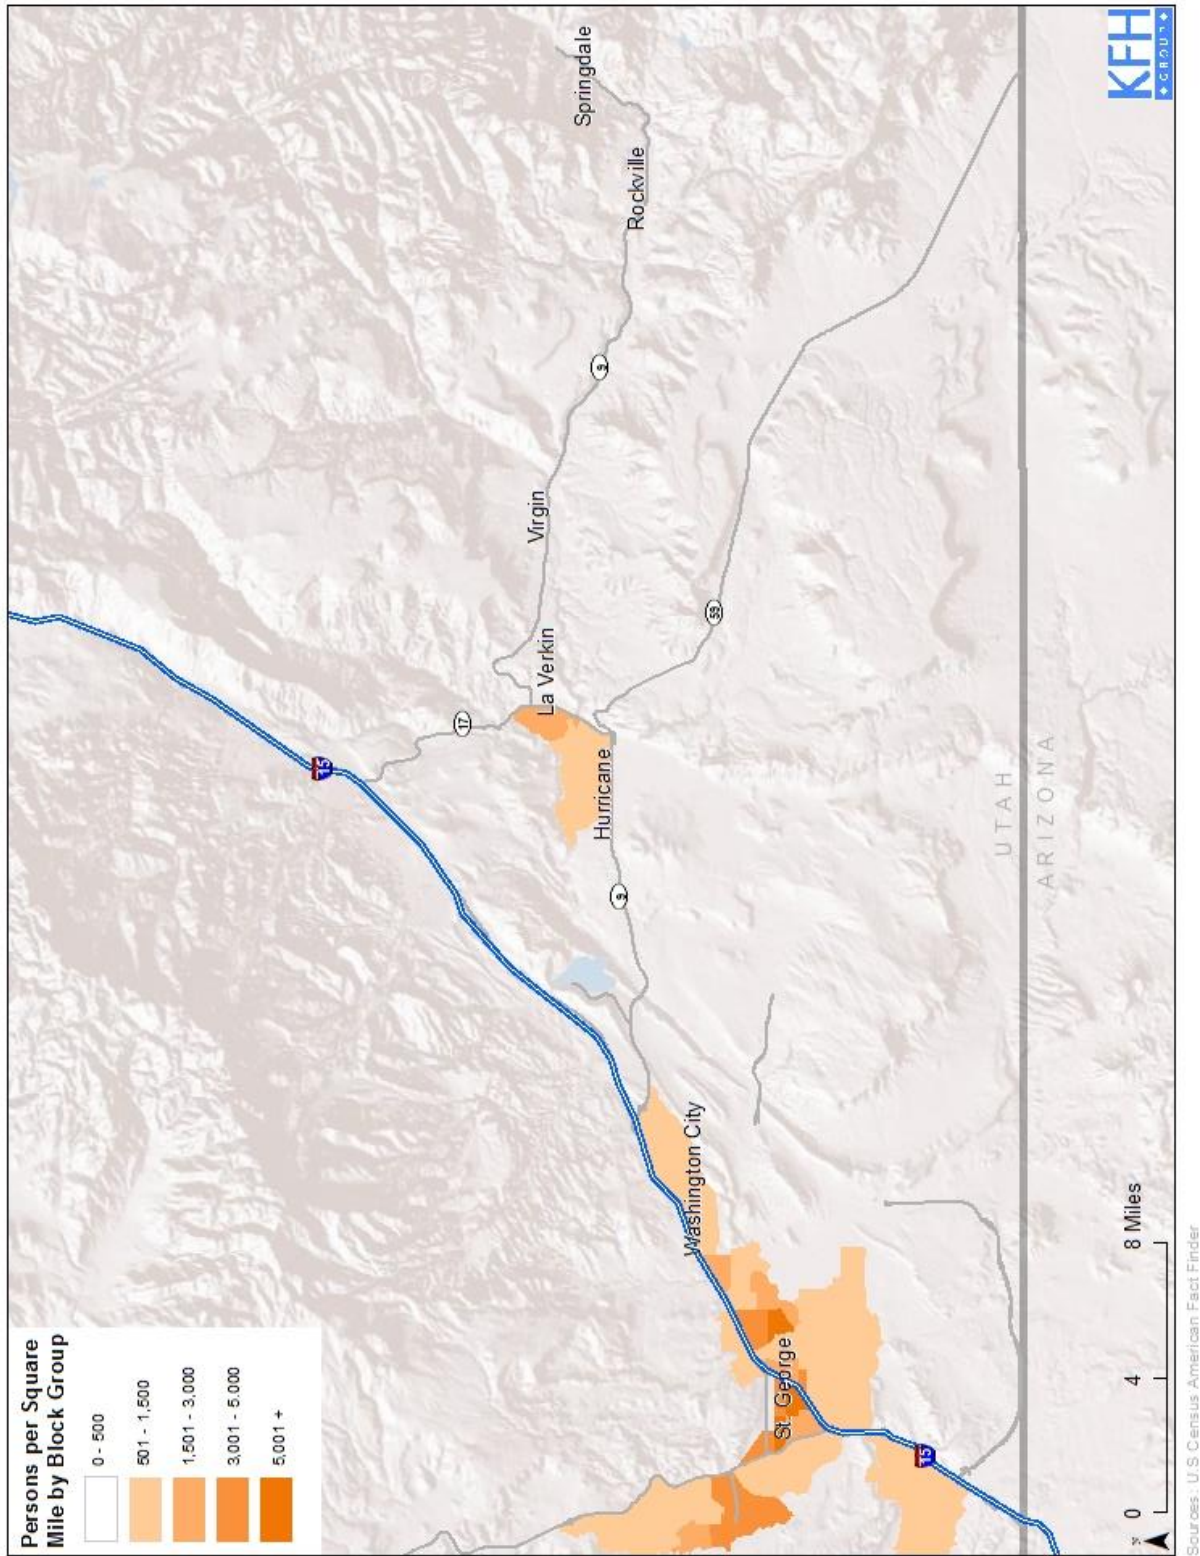 Persons per Square
Mile by Block Group
0 - 500
501 - 1,500
1,501 - 3,000
3,001 - 5,000
5,001 +
15
17
9
59
9
15
Springdale
Rockville
Virgin
La Verkin
Hurricane
Washington City
St. George
UTAH
ARIZONA
N
0 4 8 Miles
KFH
GROUP
Sources: U.S Census American Fact Finder